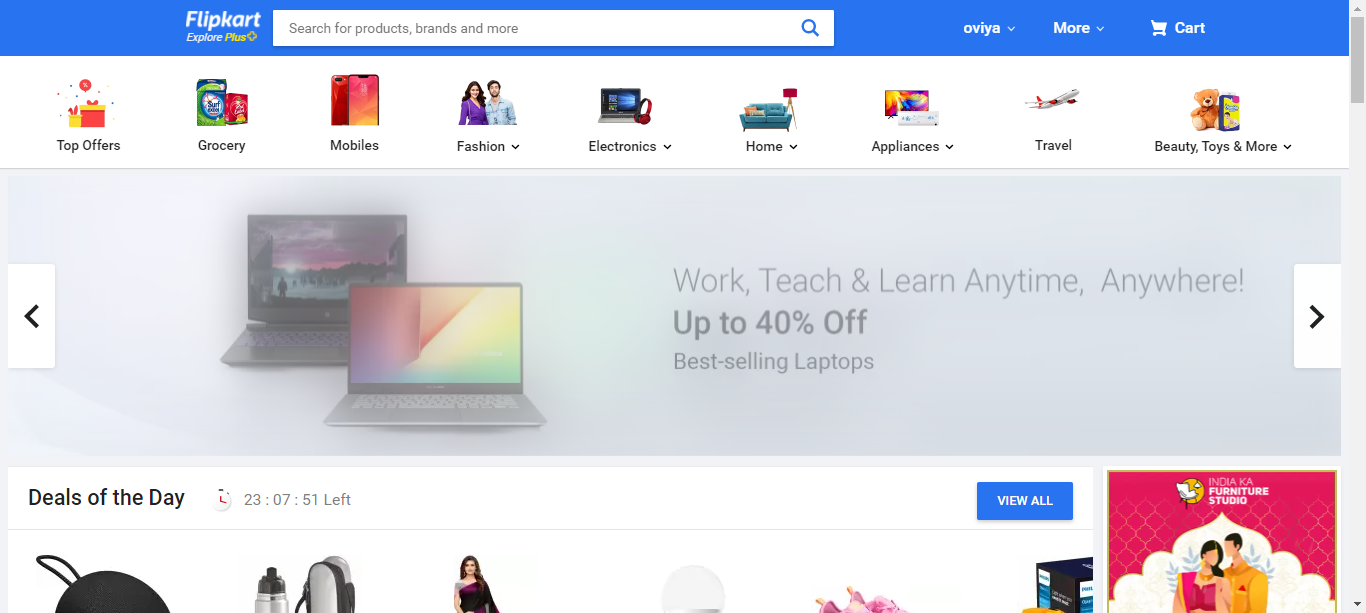 Flipkart
Explore Plus
Search for products, brands and more
oviya
More
Cart
Top Offers
Grocery
Mobiles
Fashion
Electronics
Home
Appliances
Travel
Beauty, Toys & More
Work, Teach & Learn Anytime, Anywhere!
Up to 40% Off
Best-selling Laptops
Deals of the Day
23 : 07 : 51 Left
VIEW ALL
INDIA KA
FURNITURE
STUDIO